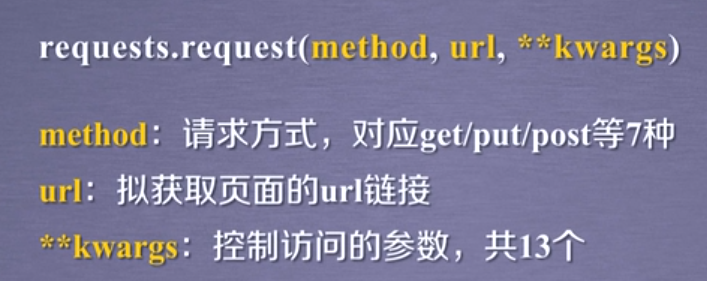 requests.request(method, url, **kwargs)
method：请求方式，对应get/put/post等7种
url：拟获取页面的url链接
**kwargs：控制访问的参数，共13个